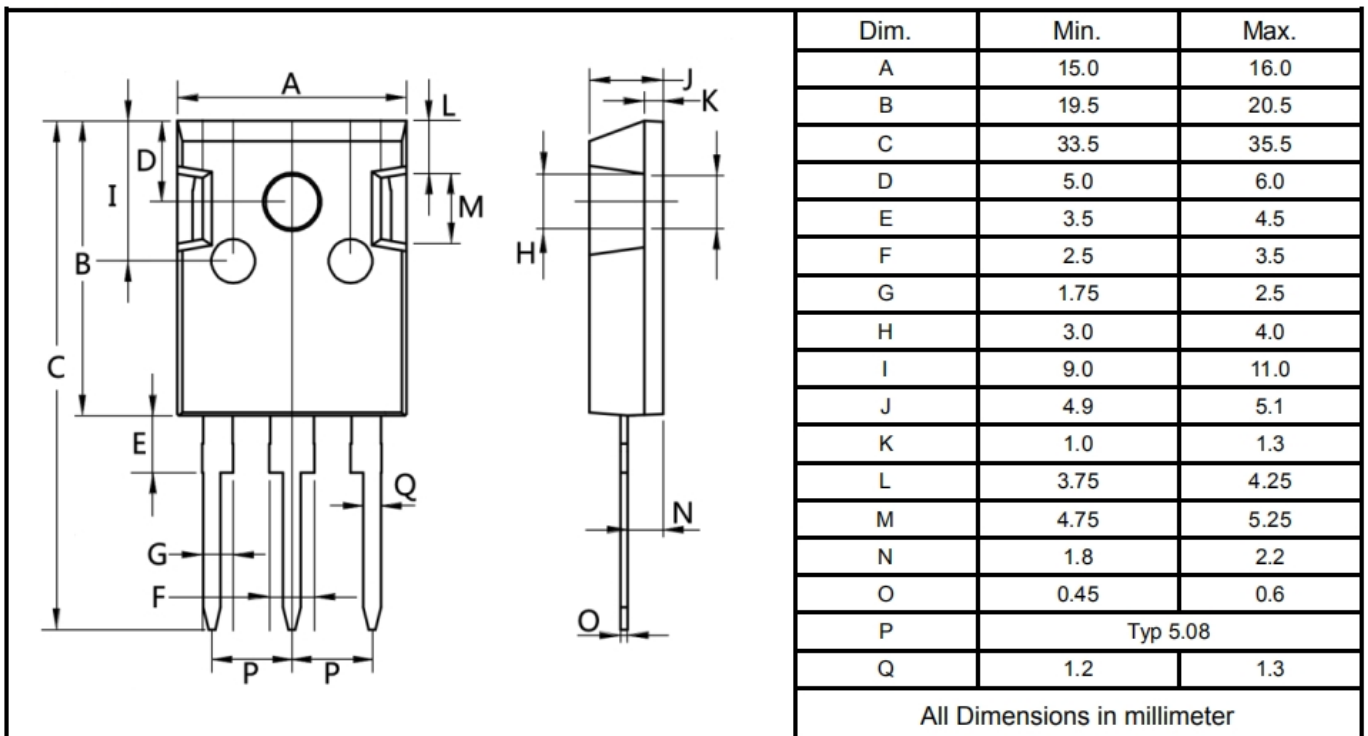 A
L
D
I
M
B
C
E
Q
G
F
P P
J
K
H
N
O
Dim. Min. Max.
A 15.0 16.0
B 19.5 20.5
C 33.5 35.5
D 5.0 6.0
E 3.5 4.5
F 2.5 3.5
G 1.75 2.5
H 3.0 4.0
I 9.0 11.0
J 4.9 5.1
K 1.0 1.3
L 3.75 4.25
M 4.75 5.25
N 1.8 2.2
O 0.45 0.6
P Typ 5.08
Q 1.2 1.3
All Dimensions in millimeter